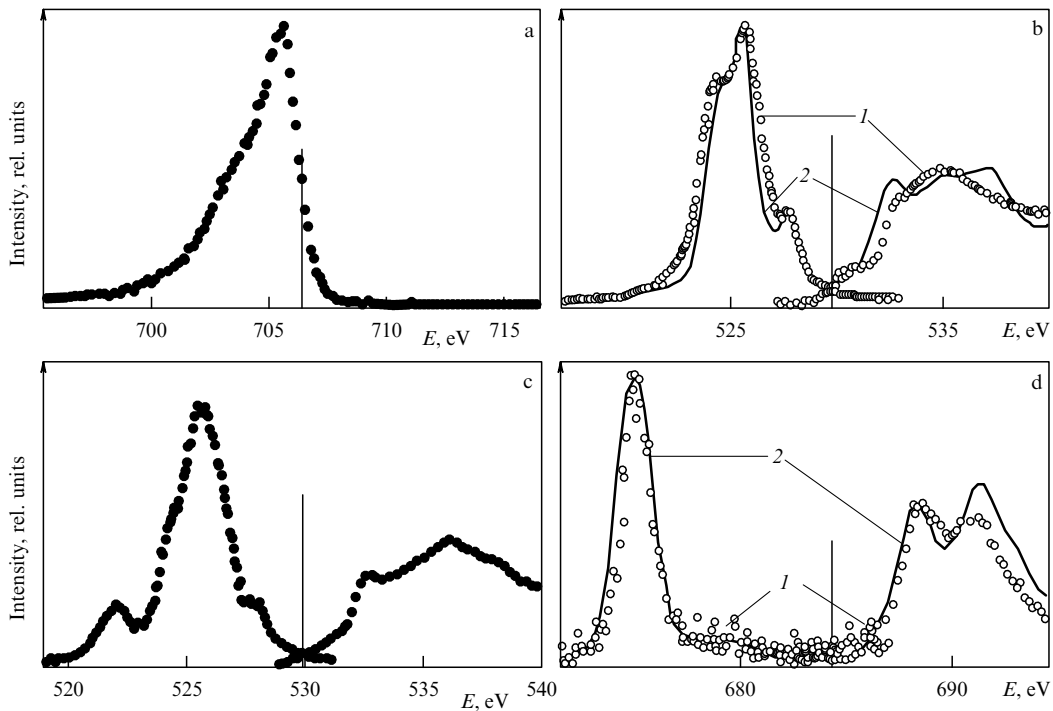 Intensity, rel. units
a
700
705
710
715
E, eV
b
1
2
525
535
E, eV
Intensity, rel. units
c
520
525
530
535
540
E, eV
d
2
1
680
690
E, eV